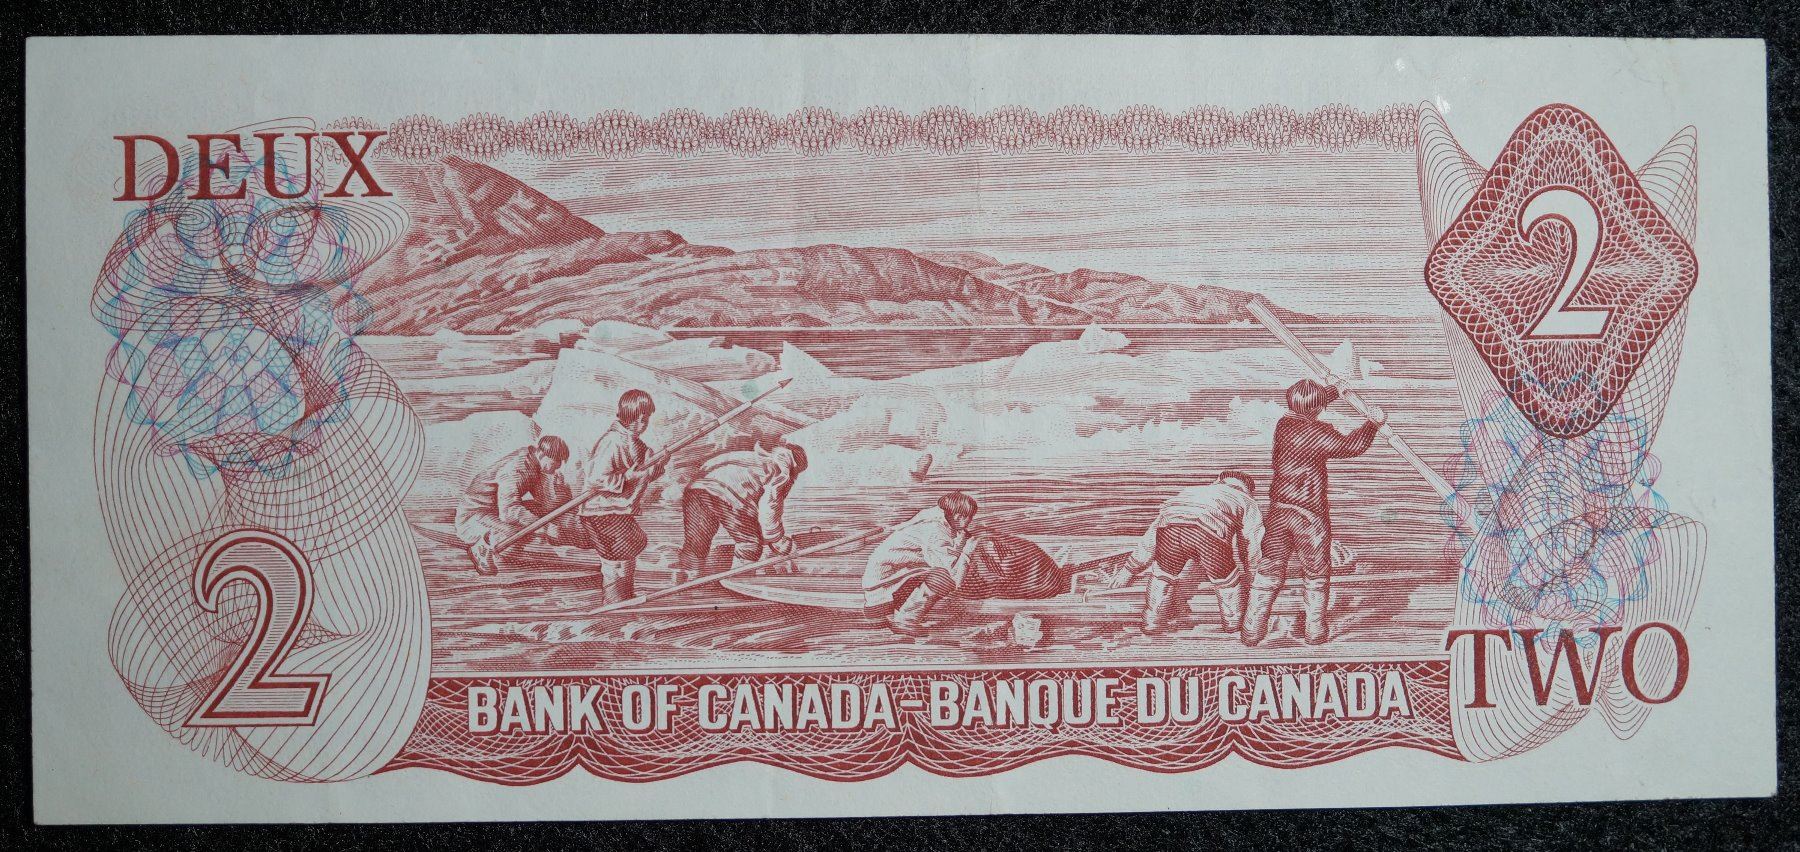 DEUX
2
2
BANK OF CANADA–BANQUE DU CANADA
TWO